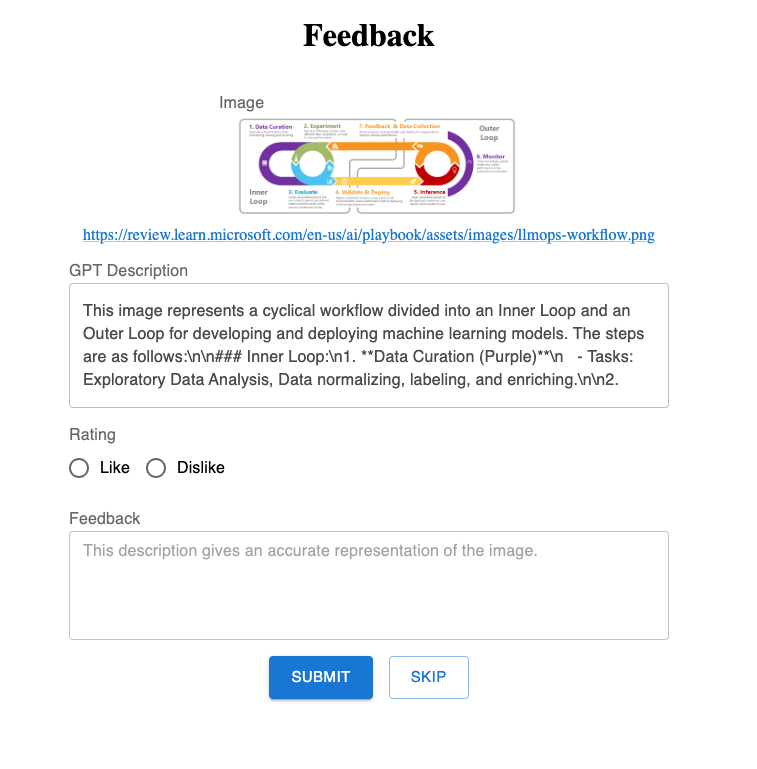 Feedback
Image
1. Data Curation
2. Experiment
7. Feedback & Data Collection
Outer
Loop
6. Monitor
Inner
Loop
3. Evaluate
4. Validate & Deploy
5. Inference
https://review.learn.microsoft.com/en-us/ai/playbook/assets/images/llmops-workflow.png
GPT Description
This image represents a cyclical workflow divided into an Inner Loop and an
Outer Loop for developing and deploying machine learning models. The steps
are as follows:\n\n### Inner Loop:\n1. **Data Curation (Purple)**\n   - Tasks:
Exploratory Data Analysis, Data normalizing, labeling, and enriching.\n\n2.
Rating
Like Dislike
Feedback
This description gives an accurate representation of the image.
SUBMIT SKIP